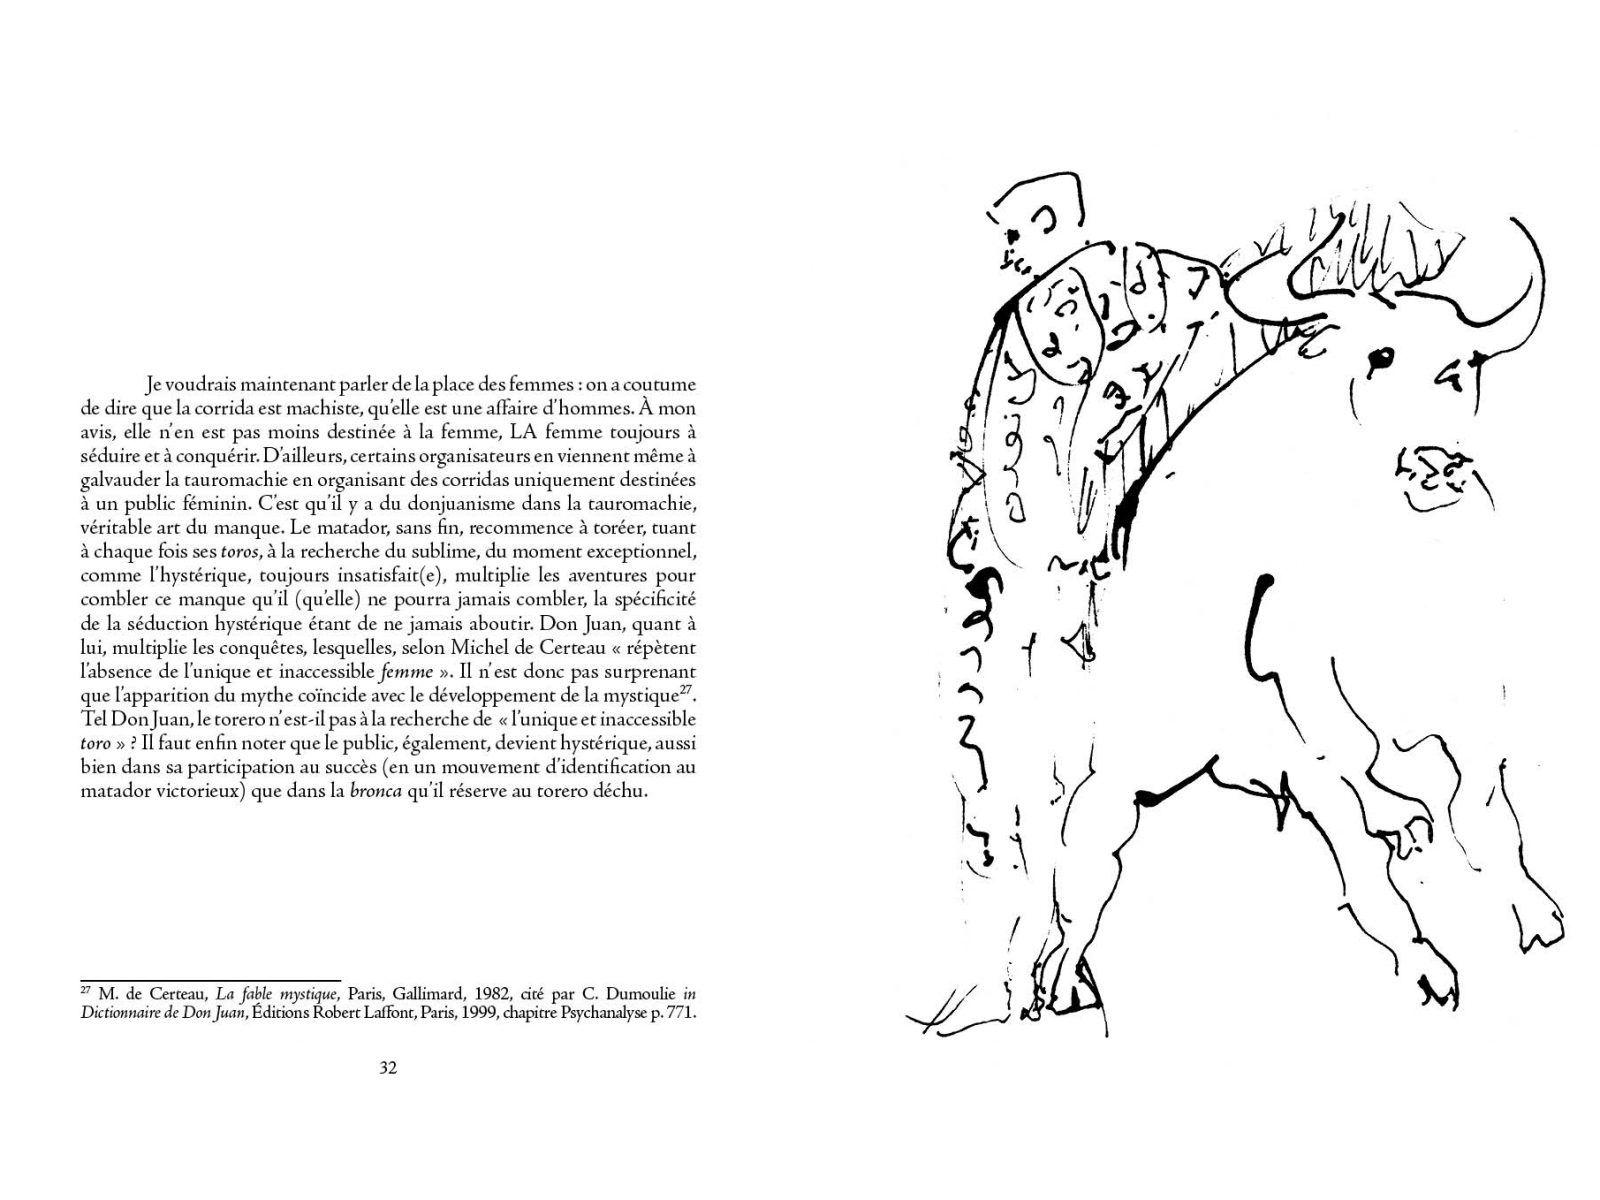 Je voudrais maintenant parler de la place des femmes : on a coutume
de dire que la corrida est machiste, qu’elle est une affaire d’hommes. À mon
avis, elle n’en est pas moins destinée à la femme, LA femme toujours à
séduire et à conquérir. D’ailleurs, certains organisateurs en viennent même à
galvauder la tauromachie en organisant des corridas uniquement destinées
à un public féminin. C’est qu’il y a du donjuanisme dans la tauromachie,
véritable art du manque. Le matador, sans fin, recommence à toréer, tuant
à chaque fois ses toros, à la recherche du sublime, du moment exceptionnel,
comme l’hystérique, toujours insatisfait(e), multiplie les aventures pour
combler ce manque qu’il (qu’elle) ne pourra jamais combler, la spécificité
de la séduction hystérique étant de ne jamais aboutir. Don Juan, quant à
lui, multiplie les conquêtes, lesquelles, selon Michel de Certeau « répètent
l’absence de l’unique et inaccessible femme ». Il n’est donc pas surprenant
que l’apparition du mythe coïncide avec le développement de la mystique²⁷.
Tel Don Juan, le torero n’est-il pas à la recherche de « l’unique et inaccessible
toro » ? Il faut enfin noter que le public, également, devient hystérique, aussi
bien dans sa participation au succès (en un mouvement d’identification au
matador victorieux) que dans la bronca qu’il réserve au torero déchu.
²⁷ M. de Certeau, La fable mystique, Paris, Gallimard, 1982, cité par C. Dumoulie in
Dictionnaire de Don Juan, Éditions Robert Laffont, Paris, 1999, chapitre Psychanalyse p. 771.
32